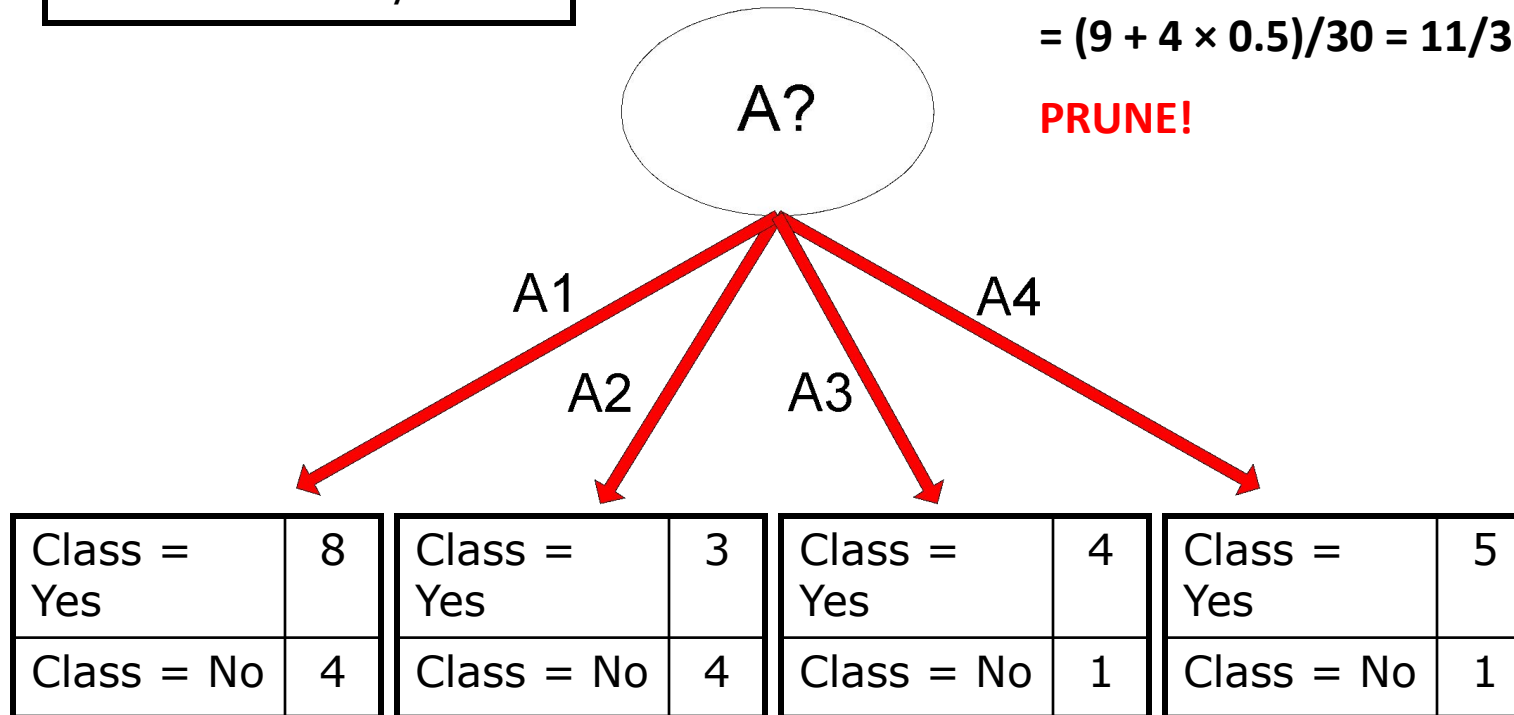 = (9 + 4 × 0.5)/30 = 11/3
PRUNE!
A?
A1
A4
A2
A3
Class = 8
Yes
Class = No 4
Class = 3
Yes
Class = No 4
Class = 4
Yes
Class = No 1
Class = 5
Yes
Class = No 1